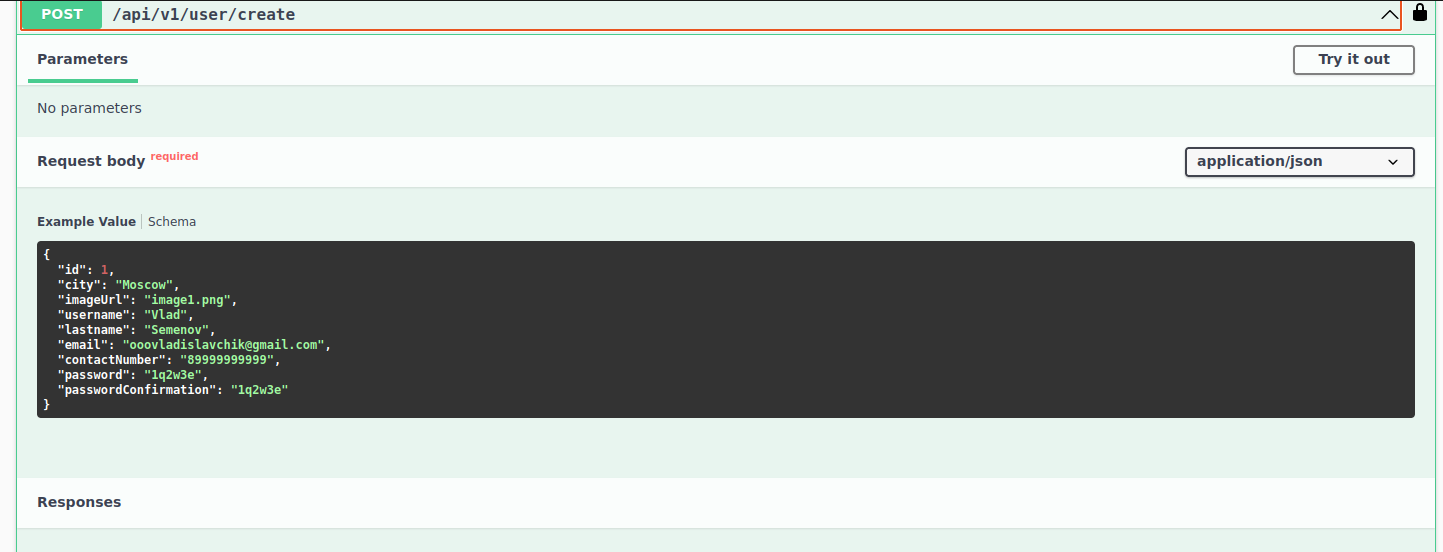 POST /api/v1/user/create
Parameters Try it out
No parameters
Request body required application/json
Example Value Schema
{
"id": 1,
"city": "Moscow",
"imageUrl": "image1.png",
"username": "Vlad",
"lastname": "Semenov",
"email": "ooovladislavchik@gmail.com",
"contactNumber": "89999999999",
"password": "1q2w3e",
"passwordConfirmation": "1q2w3e"
}
Responses